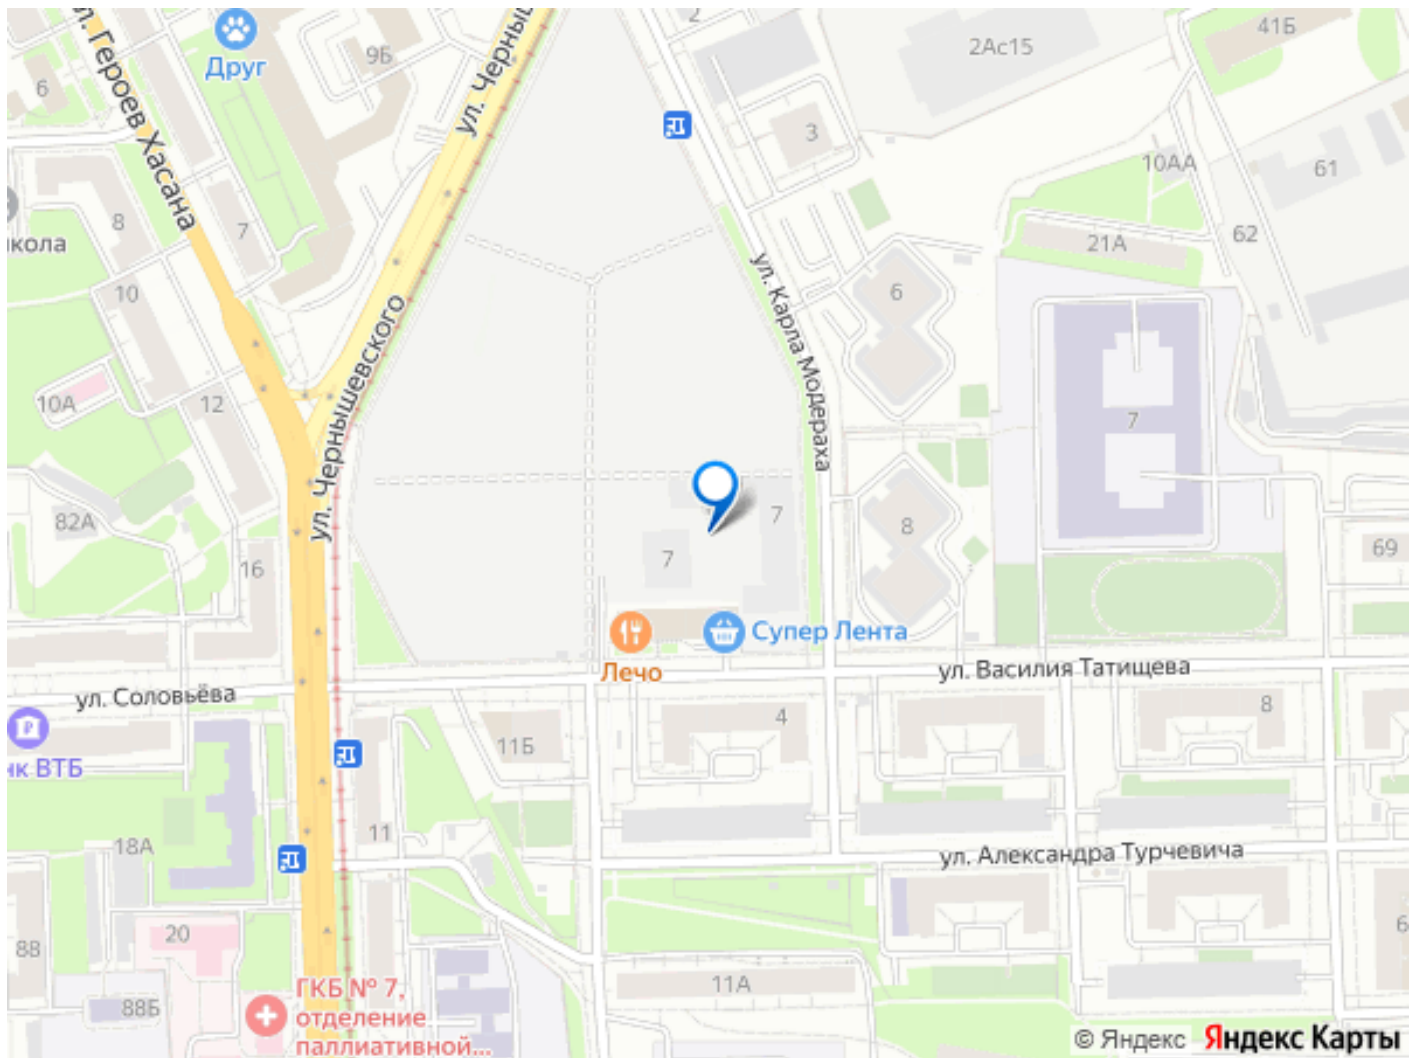 2
2Ас15
41Б
Друг
9Б
ул. Черныш
6
ул. Героев Хасана
3
10АА
61
8
7
кола
62
21А
10
6
ул. Карла Модераха
ул. Чернышевского
10А
12
7
82А
7
8
7
69
16
Супер Лента
Лечо
ул. Василия Татищева
ул. Соловьёва
4
8
11Б
нк ВТБ
11
18А
ул. Александра Турчевича
20
88
11А
ГКБ № 7,
отделение
паллиативной...
88Б
6
© Яндекс Яндекс Карты